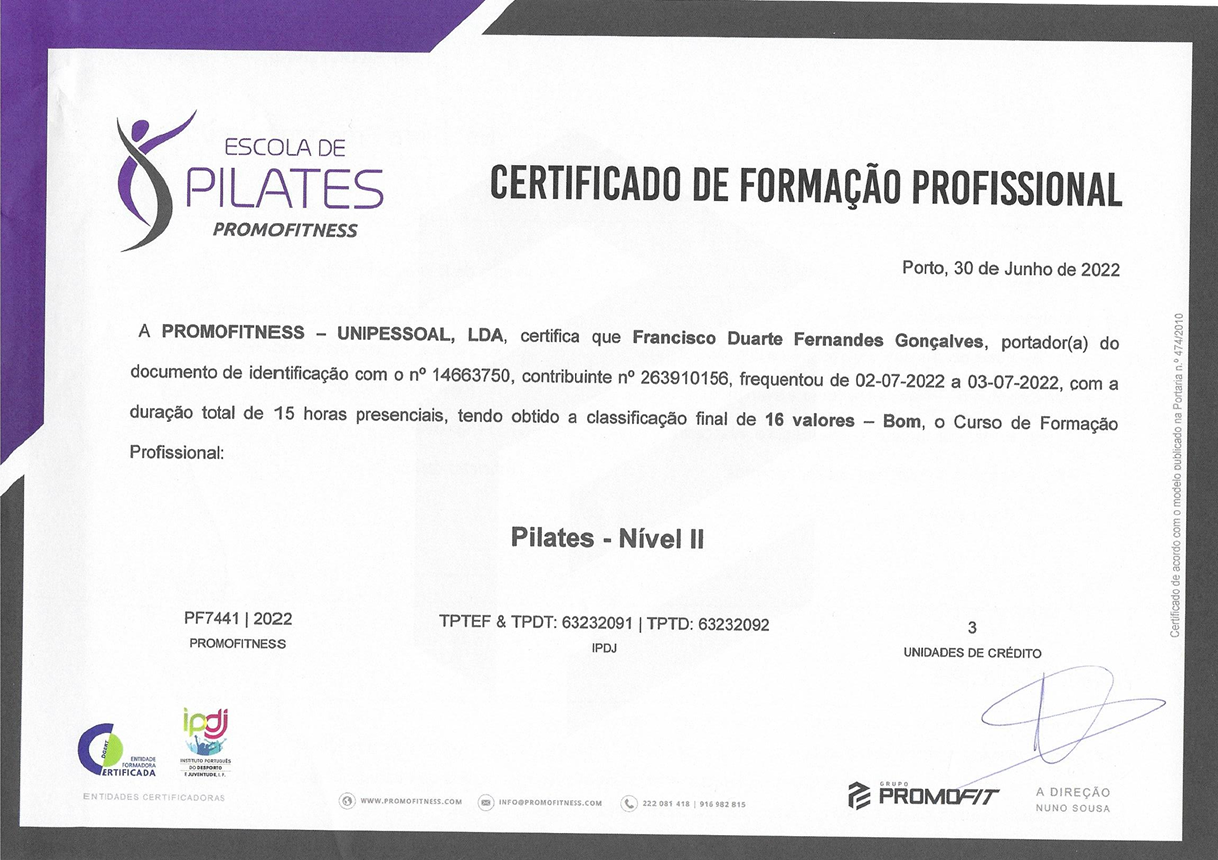 ESCOLA DE
PILATES
PROMOFITNESS
CERTIFICADO DE FORMAÇÃO PROFISSIONAL
Porto, 30 de Junho de 2022
A PROMOFITNESS – UNIPESSOAL, LDA, certifica que Francisco Duarte Fernandes Gonçalves, portador(a) do
documento de identificação com o nº 14663750, contribuinte nº 263910156, frequentou de 02-07-2022 a 03-07-2022, com a
duração total de 15 horas presenciais, tendo obtido a classificação final de 16 valores – Bom, o Curso de Formação
Profissional:
Pilates - Nível II
PF7441 | 2022
PROMOFITNESS
TPTEF & TPDT: 63232091 | TPTD: 63232092
IPDJ
3
UNIDADES DE CRÉDITO
Certificado de acordo com o modelo publicado na Portaria n.º 474/2010
DGERT
ENTIDADE
FORMADORA
CERTIFICADA
ipdj
INSTITUTO PORTUGUÊS
DO DESPORTO
E JUVENTUDE, I. P.
ENTIDADES CERTIFICADORAS
WWW.PROMOFITNESS.COM
INFO@PROMOFITNESS.COM
222 081 418 | 916 982 815
GRUPO
PROMOFIT
A DIREÇÃO
NUNO SOUSA